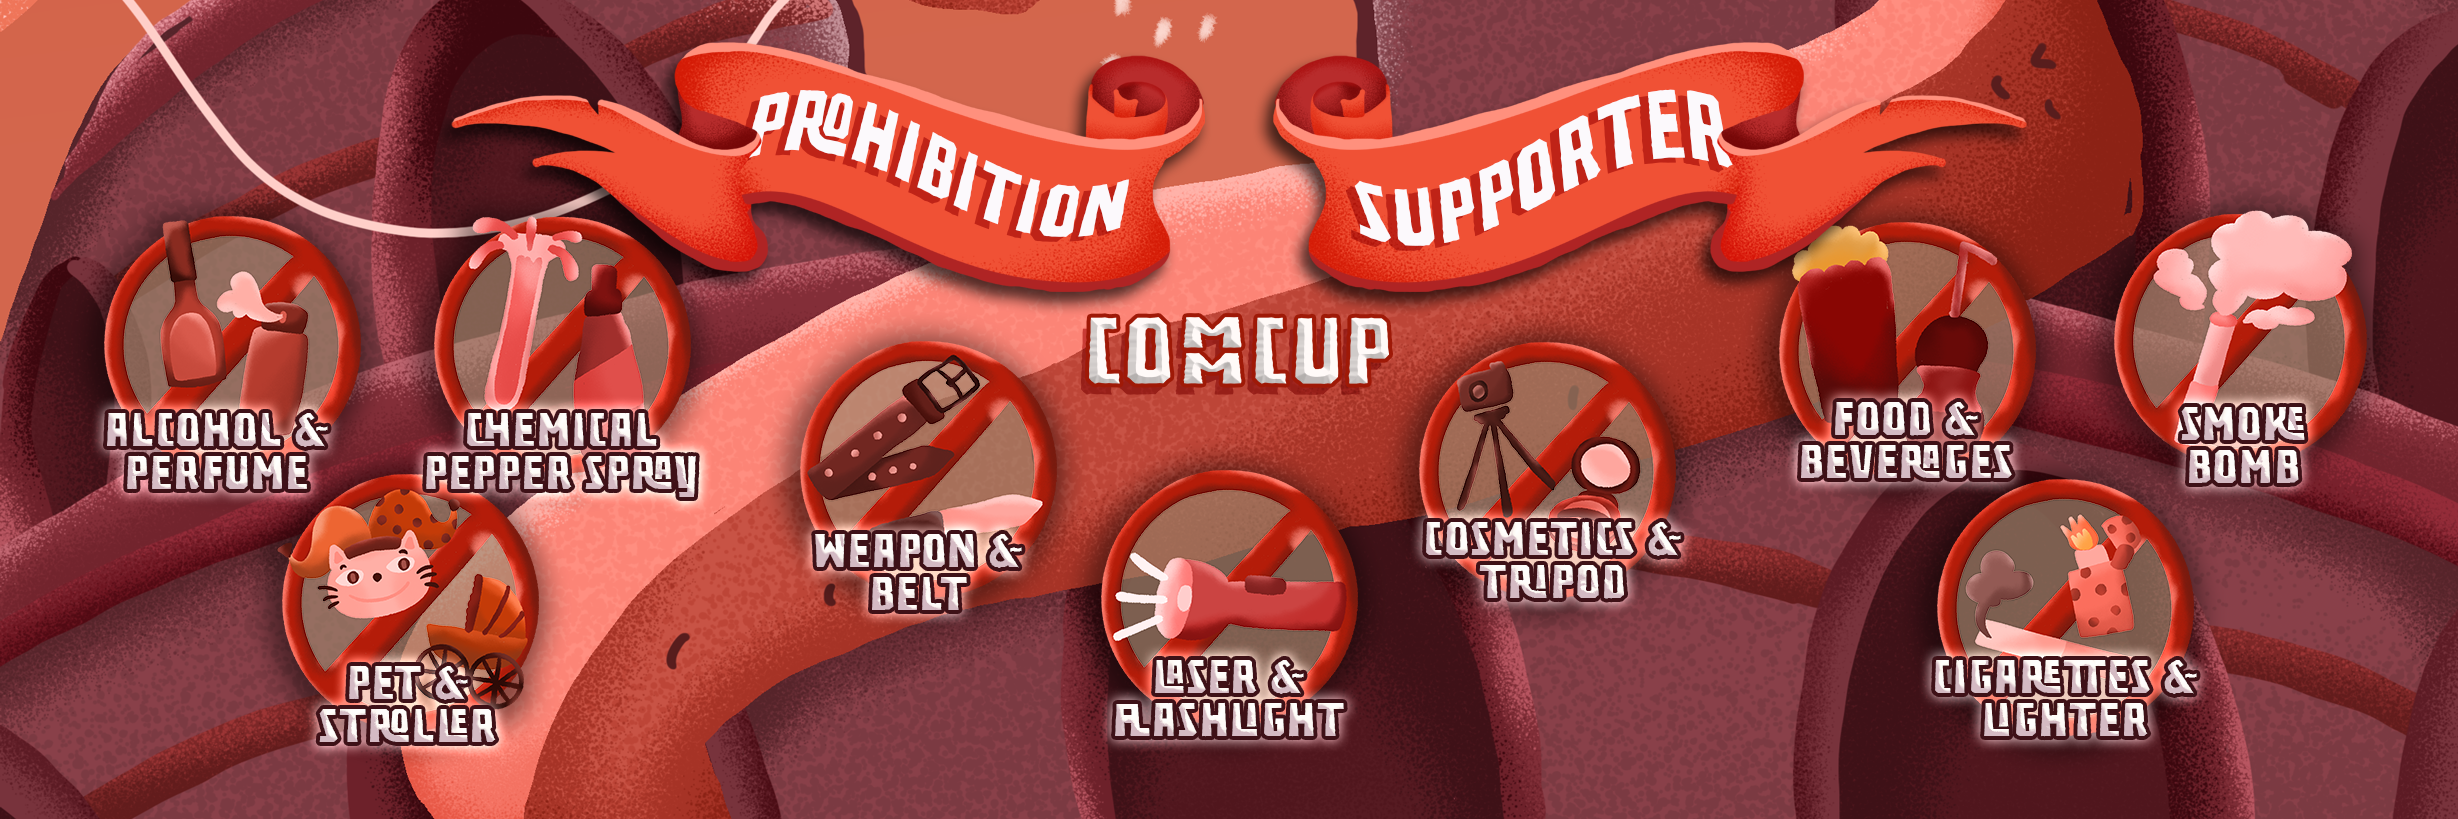 PROHIBITION
SUPPORTER
COMCUP
ALCOHOL &
PERFUME
CHEMICAL
PEPPER SPRAY
PET &
STROLLER
WEAPON &
BELT
LASER &
FLASHLIGHT
COSMETICS &
TRIPOD
FOOD &
BEVERAGES
SMOKE
BOMB
CIGARETTES &
LIGHTER